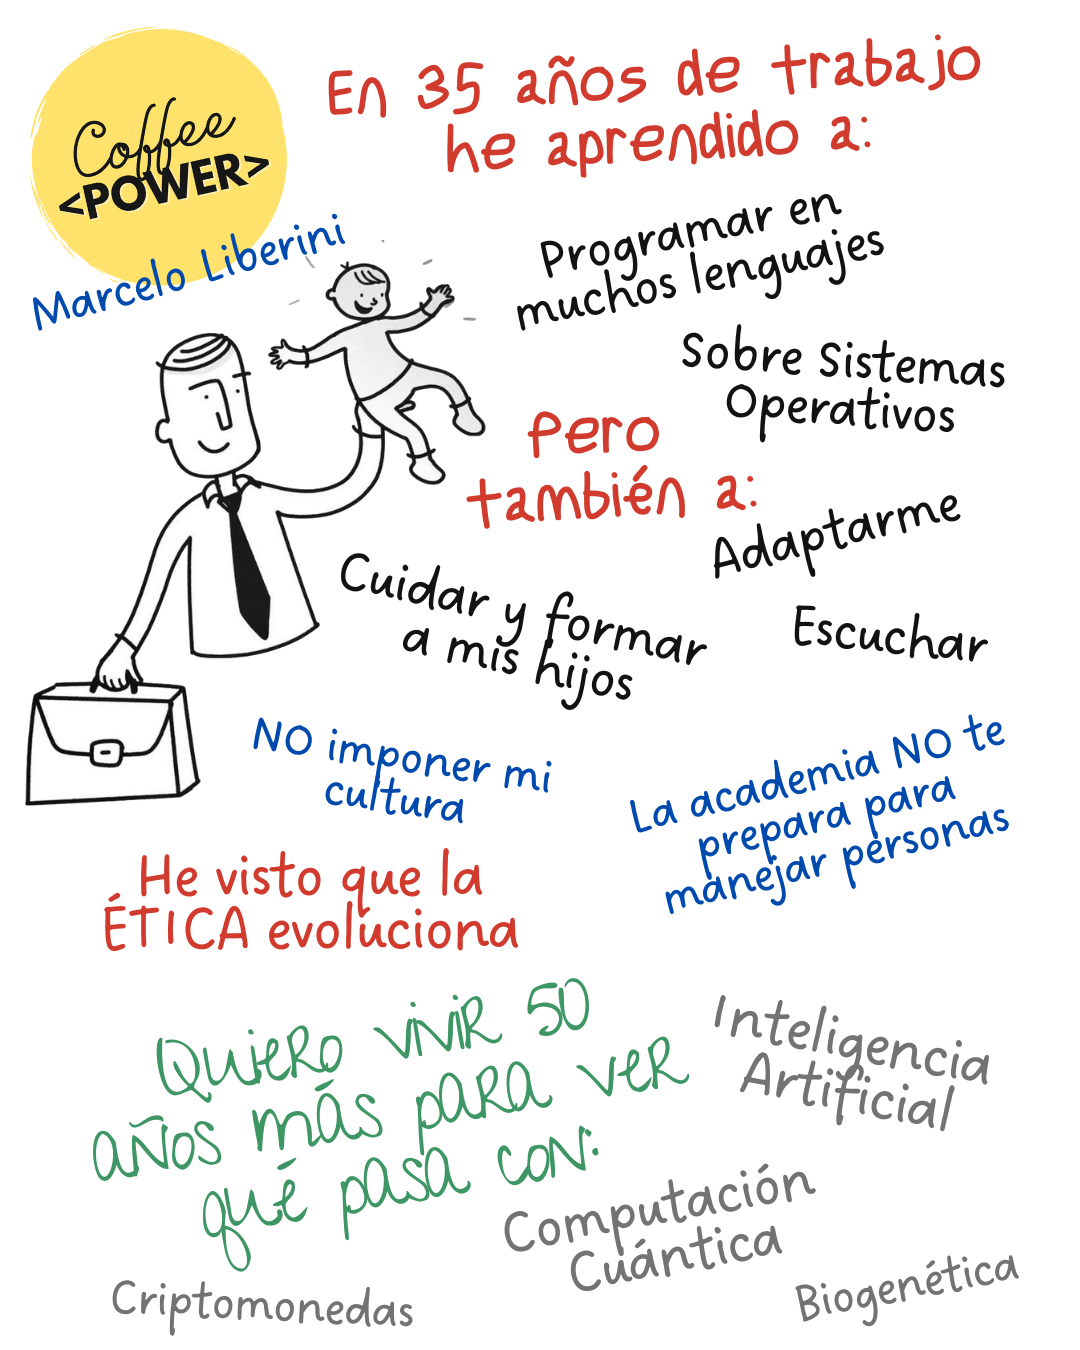 Coffee
<POWER>
Marcelo Liberini
En 35 años de trabajo
he aprendido a:
Programar en
muchos lenguajes
Sobre Sistemas
Operativos
Pero
también a:
Adaptarme
Cuidar y formar
a mis hijos
Escuchar
NO imponer mi
cultura
La academia NO te
prepara para
manejar personas
He visto que la
ÉTICA evoluciona
Quiero vivir 50
años más para ver
qué pasa con:
Inteligencia
Artificial
Computación
Cuántica
Criptomonedas
Biogenética